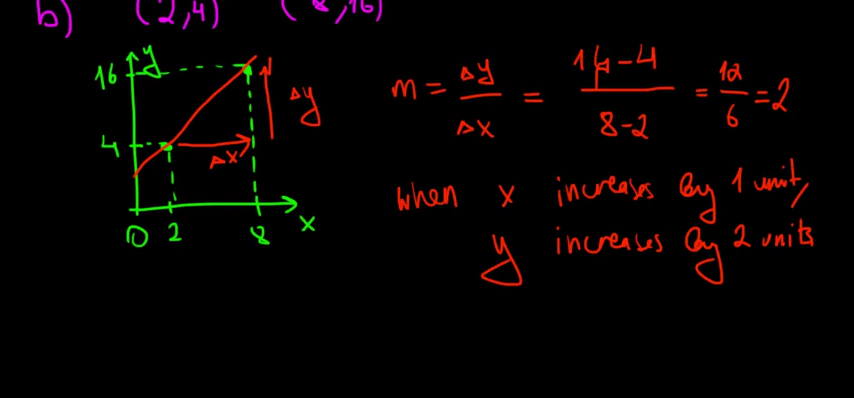 b) (2,4) (8,16)
y
16
4
Δx
Δy
0 2 8 x
m = Δy/Δx = 16-4/8-2 = 12/6 = 2
when x increases by 1 unit,
y increases by 2 units